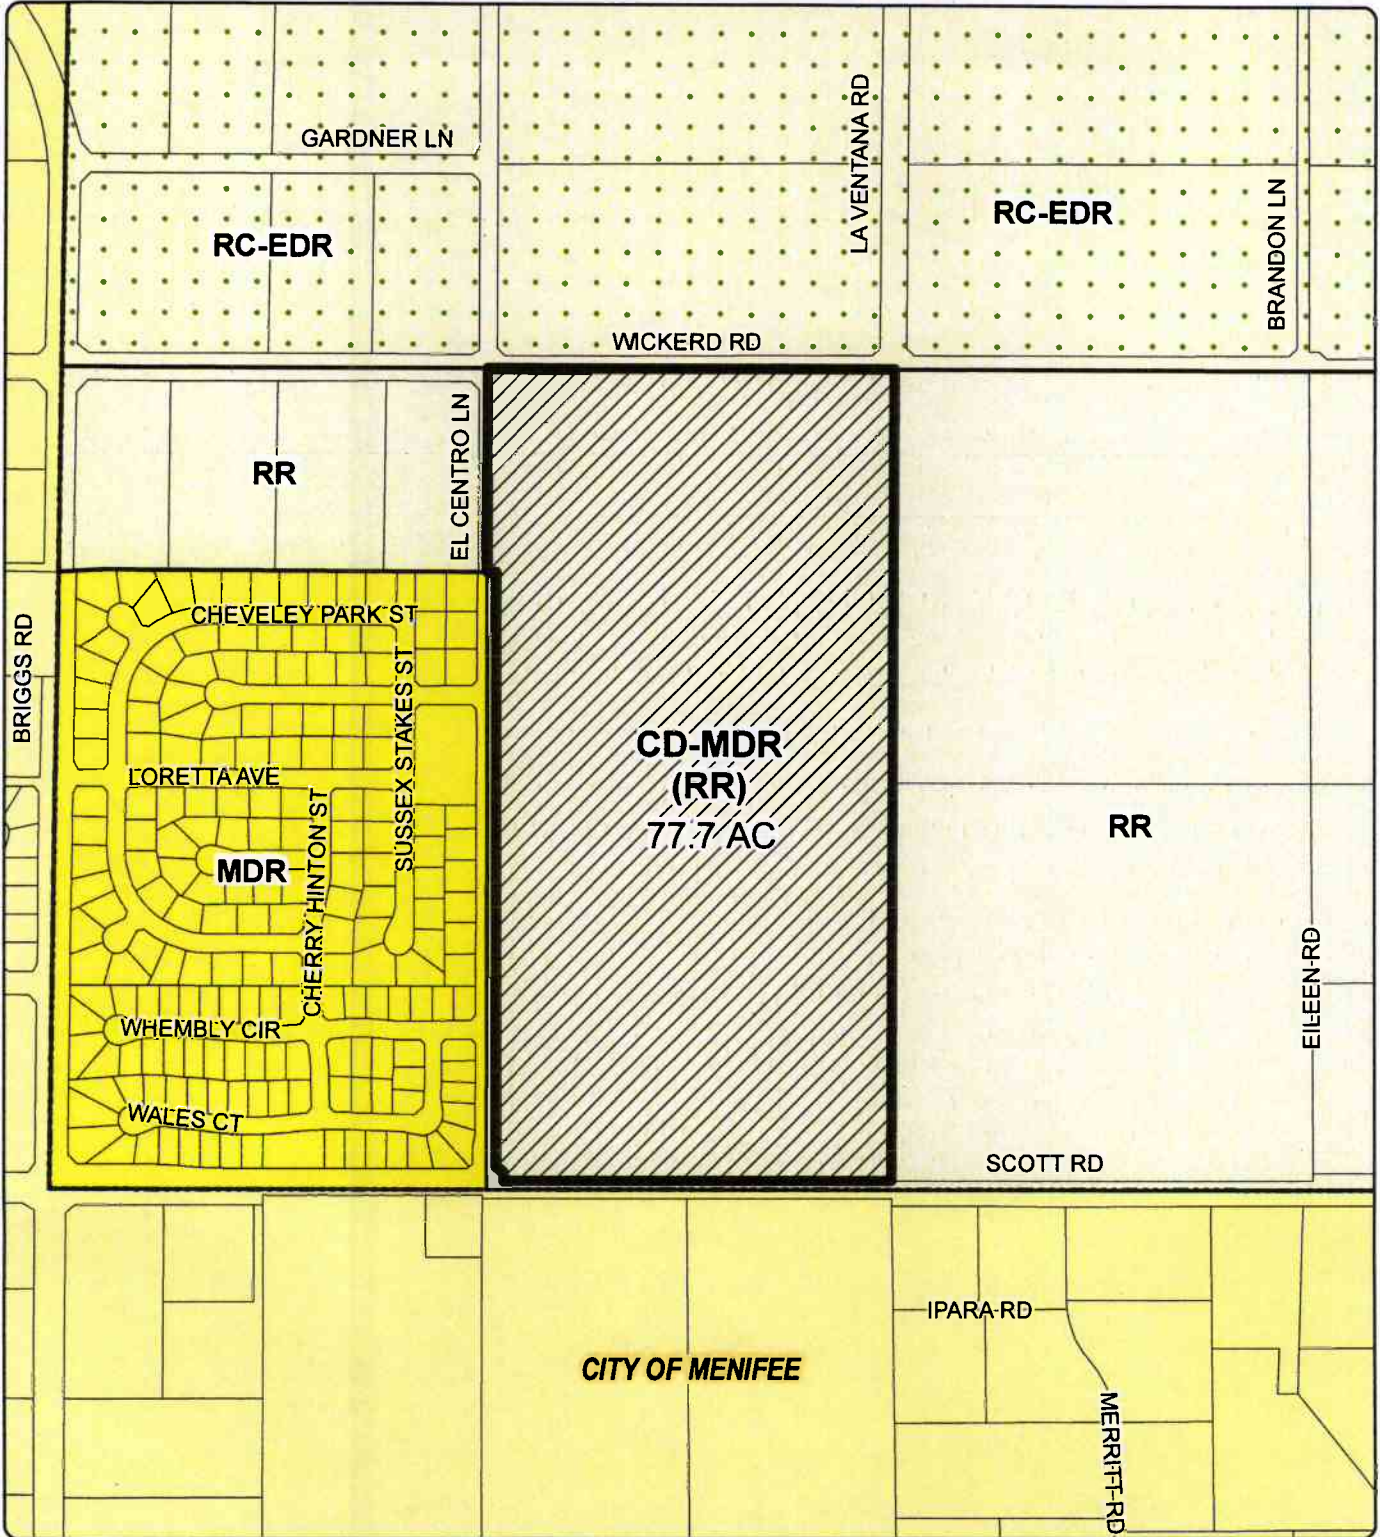 GARDNER LN
LA VENTANA RD
RC-EDR
RC-EDR
BRANDON LN
WICKERD RD
EL CENTRO LN
RR
CHEVELEY PARK ST
BRIGGS RD
SUSSEX STAKES ST
CD-MDR
(RR)
77.7 AC
LORETTA AVE
CHERRY HINTON ST
RR
MDR
EILEEN RD
WHEMBLY CIR
WALES CT
SCOTT RD
IPARA RD
CITY OF MENIFEE
MERRITT RD